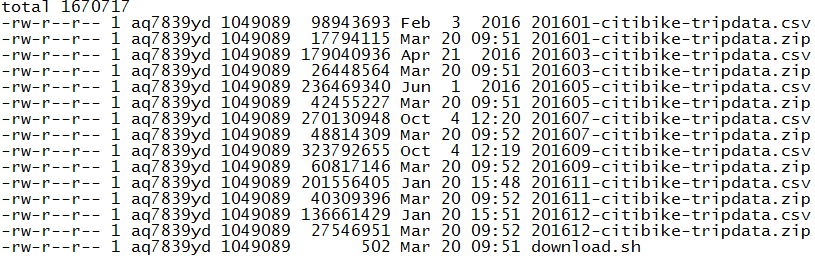 total 1670717
-rw-r--r-- 1 aq7839yd 1049089  98943693 Feb  3  2016 201601-citibike-tripdata.csv
-rw-r--r-- 1 aq7839yd 1049089  17794115 Mar 20 09:51 201601-citibike-tripdata.zip
-rw-r--r-- 1 aq7839yd 1049089 179040936 Apr 21  2016 201603-citibike-tripdata.csv
-rw-r--r-- 1 aq7839yd 1049089  26448564 Mar 20 09:51 201603-citibike-tripdata.zip
-rw-r--r-- 1 aq7839yd 1049089 236469340 Jun  1  2016 201605-citibike-tripdata.csv
-rw-r--r-- 1 aq7839yd 1049089  42455227 Mar 20 09:51 201605-citibike-tripdata.zip
-rw-r--r-- 1 aq7839yd 1049089 270130948 Oct  4 12:20 201607-citibike-tripdata.csv
-rw-r--r-- 1 aq7839yd 1049089  48814309 Mar 20 09:52 201607-citibike-tripdata.zip
-rw-r--r-- 1 aq7839yd 1049089 323792655 Oct  4 12:19 201609-citibike-tripdata.csv
-rw-r--r-- 1 aq7839yd 1049089  60817146 Mar 20 09:52 201609-citibike-tripdata.zip
-rw-r--r-- 1 aq7839yd 1049089 201556405 Jan 20 15:48 201611-citibike-tripdata.csv
-rw-r--r-- 1 aq7839yd 1049089  40309396 Mar 20 09:52 201611-citibike-tripdata.zip
-rw-r--r-- 1 aq7839yd 1049089 136661429 Jan 20 15:51 201612-citibike-tripdata.csv
-rw-r--r-- 1 aq7839yd 1049089  27546951 Mar 20 09:52 201612-citibike-tripdata.zip
-rw-r--r-- 1 aq7839yd 1049089       502 Mar 20 09:51 download.sh